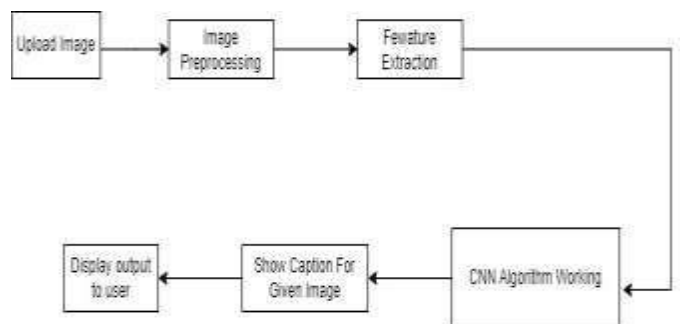 Upload Image
Image
Preprocessing
Fewature
Extraction
CNN Algorithm Working
Show Caption For
Given Image
Display output
to user